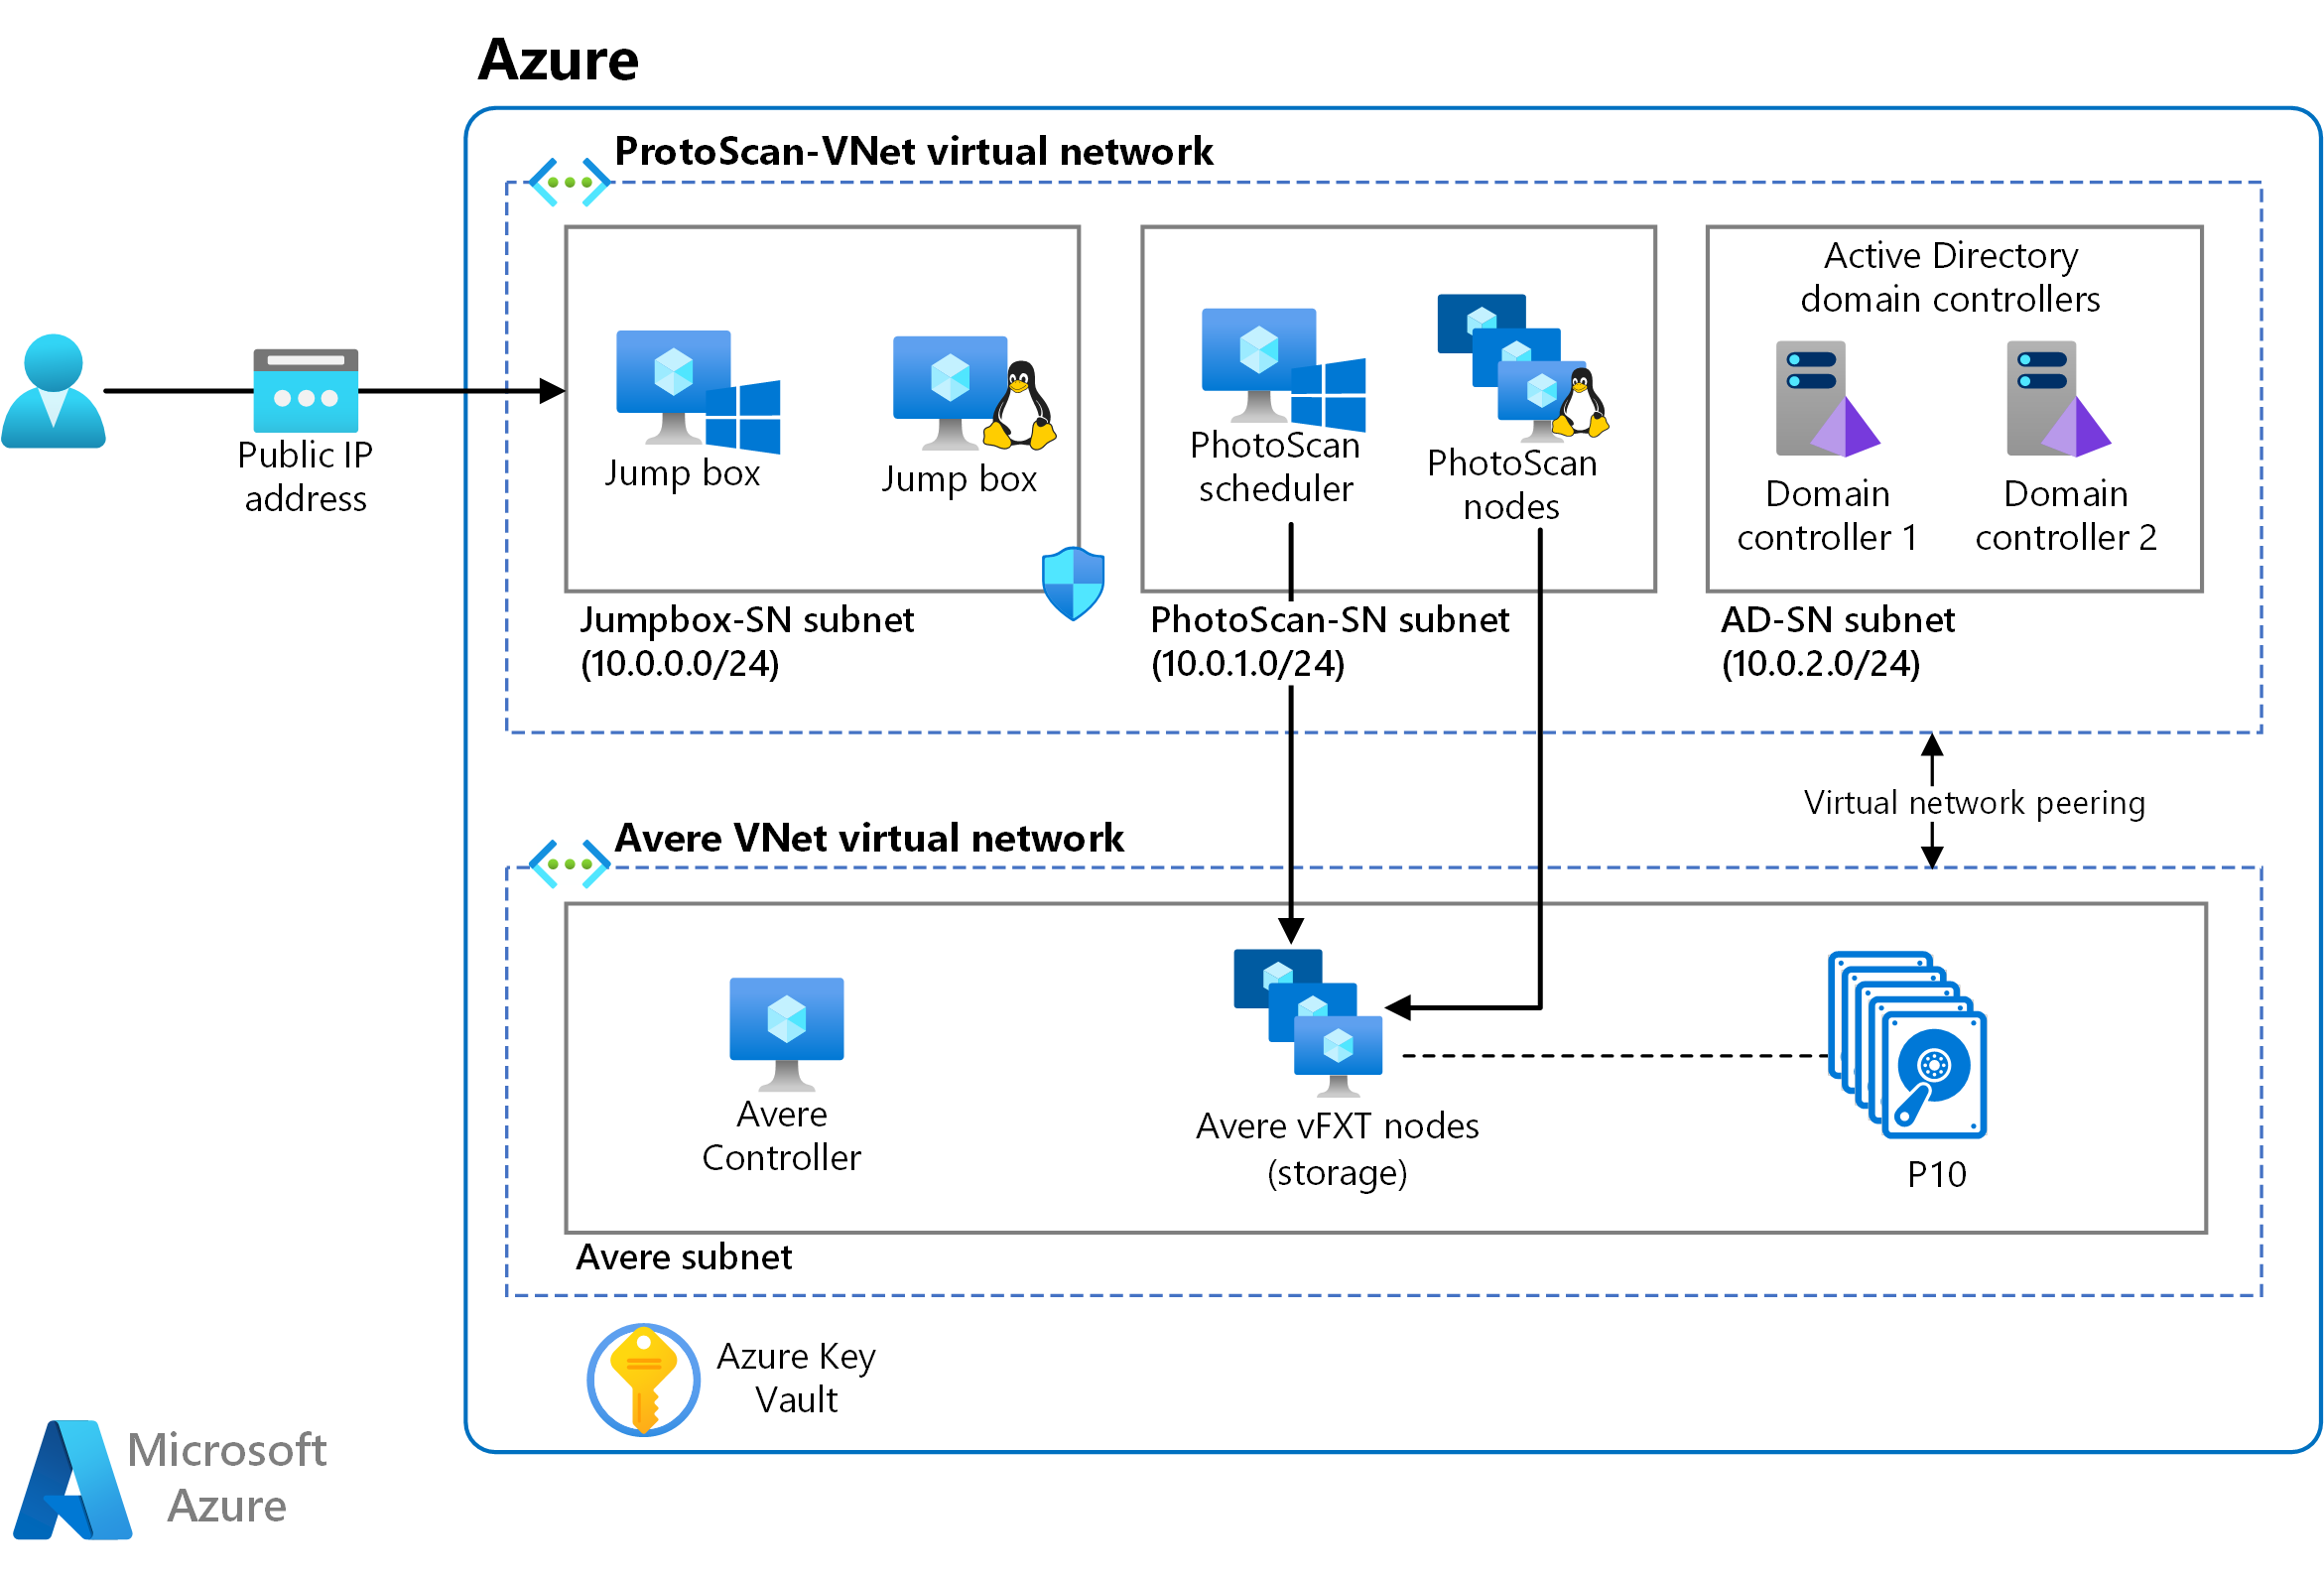 Azure
ProtoScan-VNet virtual network
Public IP
address
Jump box
Jump box
Jumpbox-SN subnet
(10.0.0.0/24)
PhotoScan
scheduler
PhotoScan
nodes
PhotoScan-SN subnet
(10.0.1.0/24)
Active Directory
domain controllers
Domain
controller 1
Domain
controller 2
AD-SN subnet
(10.0.2.0/24)
Virtual network peering
Avere VNet virtual network
Avere
Controller
Avere vFXT nodes
(storage)
P10
Avere subnet
Azure Key
Vault
Microsoft
Azure